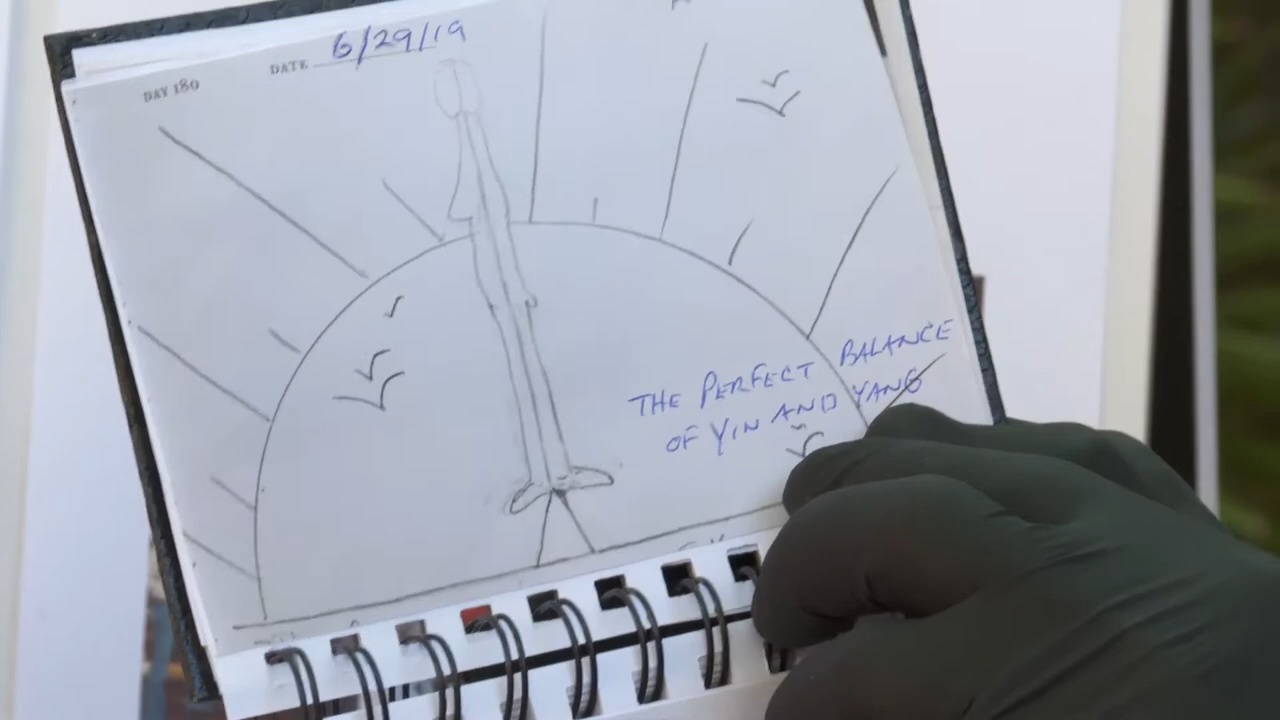 DAY 180 DATE 6/29/19
THE PERFECT BALANCE
OF YIN AND YANG